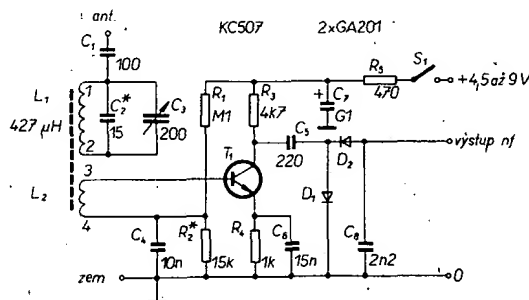 ant.
KC507
2xGA201
C1
100
R5
470
S1
+4,5 až 9V
L1
427 µH
1
C2*
15
C3
200
2
R1
M1
R3
4k7
+
C7
G1
C5
220
D2
výstup nf
T1
L2
3
4
D1
C4
10n
R2*
15k
R4
1k
C6
15n
C8
2n2
zem
0